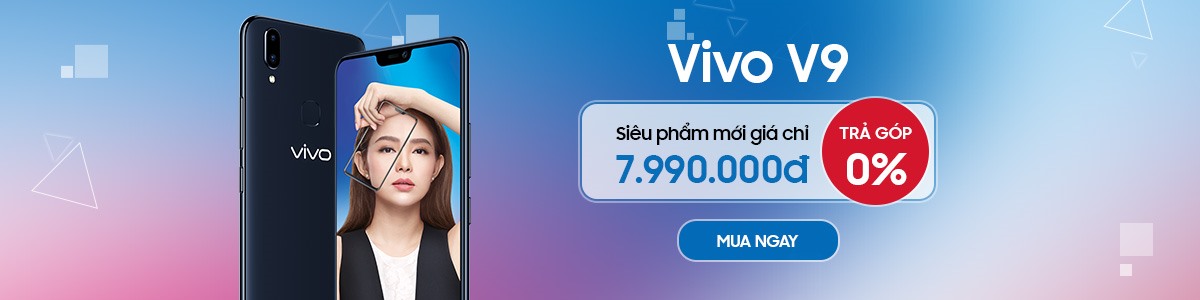 vivo
Vivo V9
Siêu phẩm mới giá chỉ
7.990.000đ
TRẢ GÓP
0%
MUA NGAY